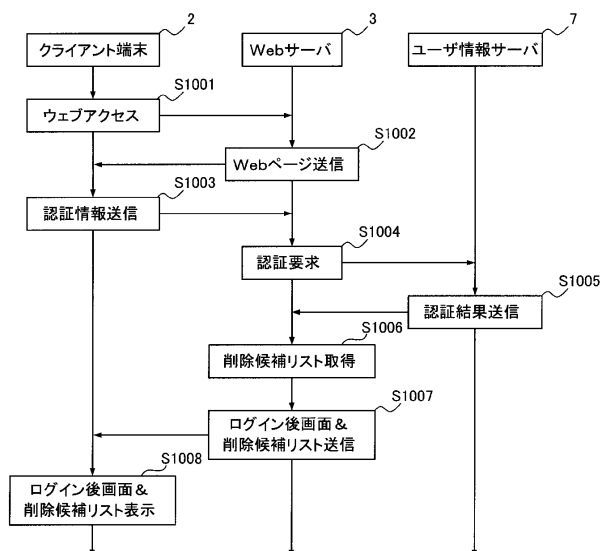 2
3
7
クライアント端末
Webサーバ
ユーザ情報サーバ
S1001
ウェブアクセス
S1002
Webページ送信
S1003
認証情報送信
S1004
認証要求
S1005
認証結果送信
S1006
削除候補リスト取得
S1007
ログイン後画面&
削除候補リスト送信
S1008
ログイン後画面&
削除候補リスト表示